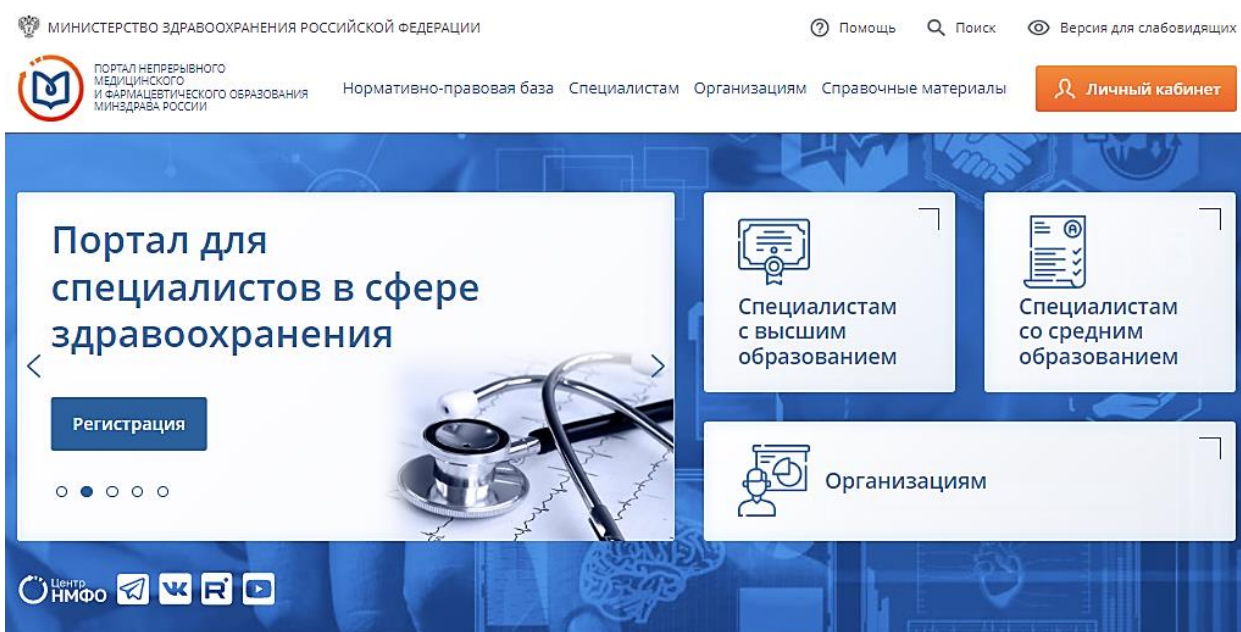 МИНИСТЕРСТВО ЗДРАВООХРАНЕНИЯ РОССИЙСКОЙ ФЕДЕРАЦИИ
Помощь
Поиск
Версия для слабовидящих
ПОРТАЛ НЕПРЕРЫВНОГО
МЕДИЦИНСКОГО
И ФАРМАЦЕВТИЧЕСКОГО ОБРАЗОВАНИЯ
МИНЗДРАВА РОССИИ
Нормативно-правовая база
Специалистам
Организациям
Справочные материалы
Личный кабинет
Портал для
специалистов в сфере
здравоохранения
Регистрация
Специалистам
с высшим
образованием
Специалистам
со средним
образованием
Организациям
Центр
НМФО